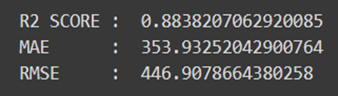 R2 SCORE :  0.8838207062920085
MAE      :  353.93252042900764
RMSE     :  446.9078664380258